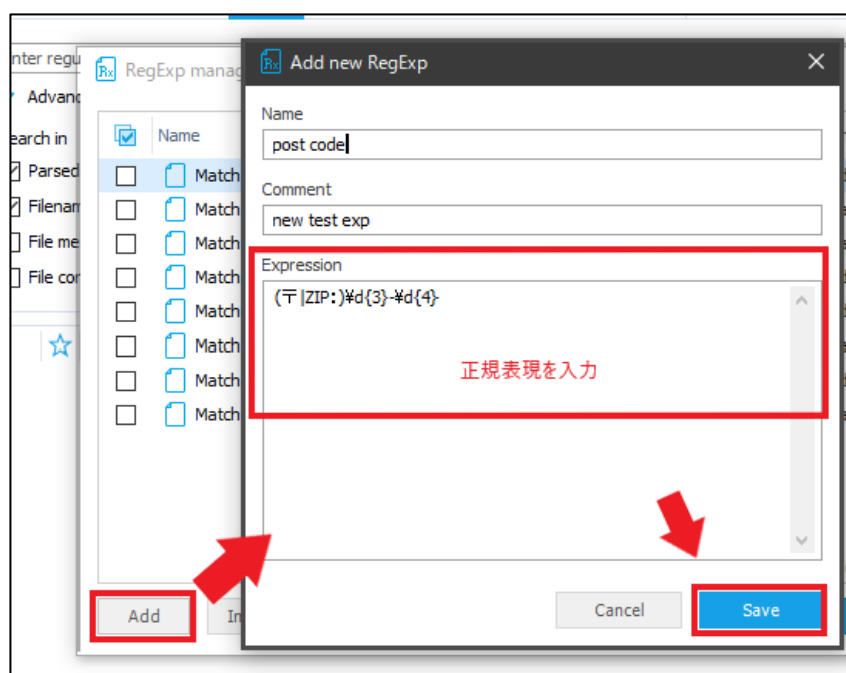 nter regu
Advanc
earch in
Parsed
Filenam
File me
File cor
RegExp manag
Name
Match
Match
Match
Match
Match
Match
Match
Match
Add
In
Add new RegExp
Name
post code
Comment
new test exp
Expression
(〒|ZIP:)¥d{3}-¥d{4}
正規表現を入力
Cancel
Save